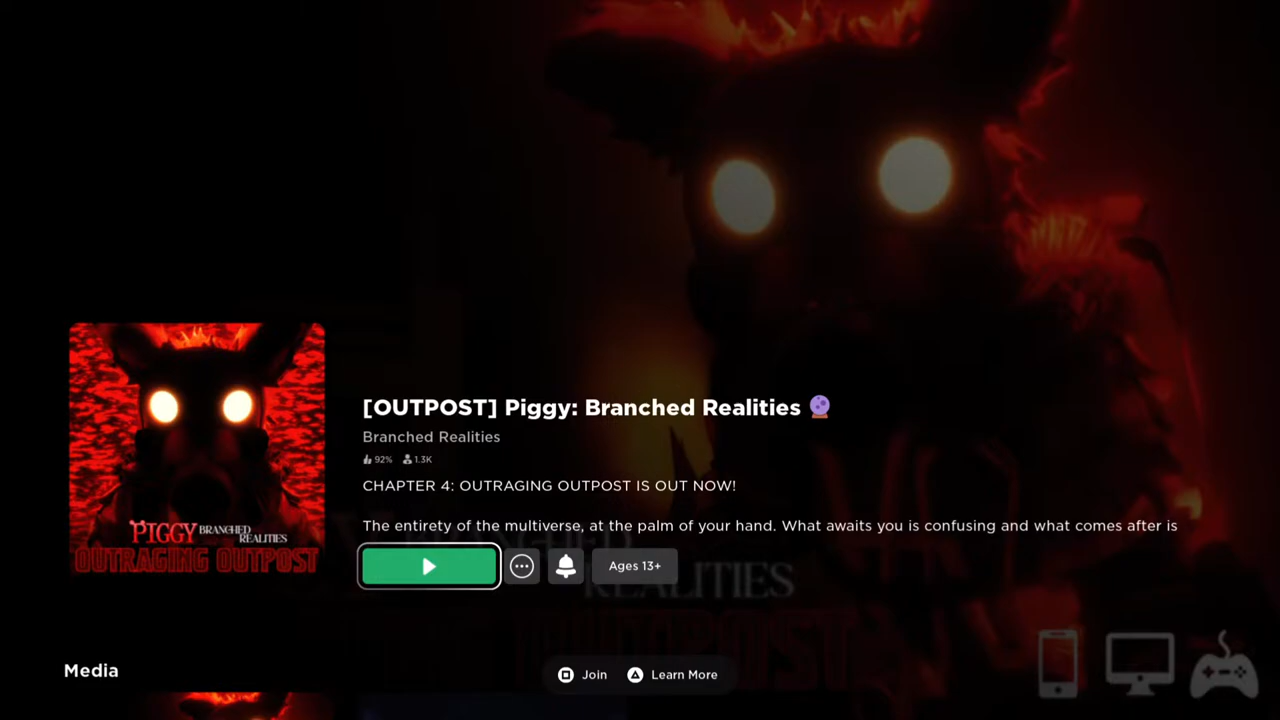 [OUTPOST] Piggy: Branched Realities
Branched Realities
92% 1.3K
CHAPTER 4: OUTRAGING OUTPOST IS OUT NOW!
The entirety of the multiverse, at the palm of your hand. What awaits you is confusing and what comes after is
PIGGY BRANCHED REALITIES
OUTRAGING OUTPOST
Ages 13+
REALITIES
Media
Join
Learn More